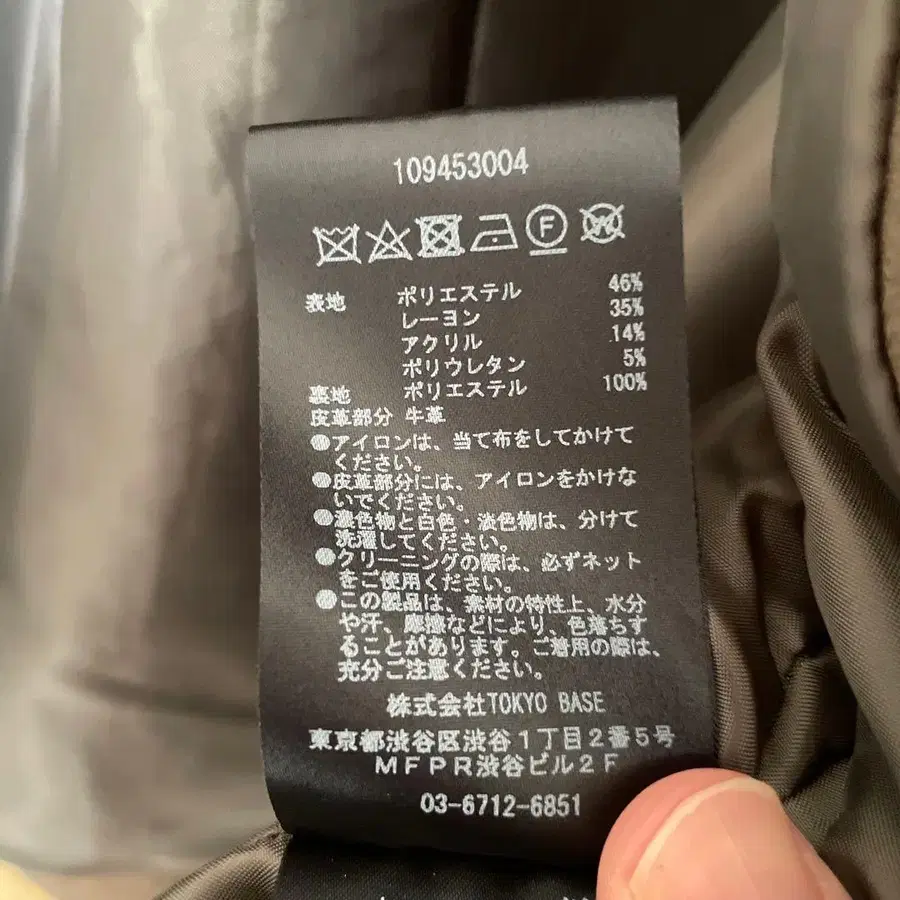 109453004
F W
表地 ポリエステル 46%
レーヨン 35%
アクリル 14%
ポリウレタン 5%
裏地 ポリエステル 100%
皮革部分 牛革
●アイロンは、当て布をしてかけて
ください。
●皮革部分には、アイロンをかけな
いでください。
●濃色物と白色・淡色物は、分けて
洗濯してください。
●クリーニングの際は、必ずネット
をご使用ください。
●この製品は、素材の特性上、水分
や汗、摩擦などにより、色落ちす
ることがあります。ご着用の際は、
充分ご注意ください。
株式会社TOKYO BASE
東京都渋谷区渋谷1丁目2番5号
MFPR渋谷ビル2F
03-6712-6851